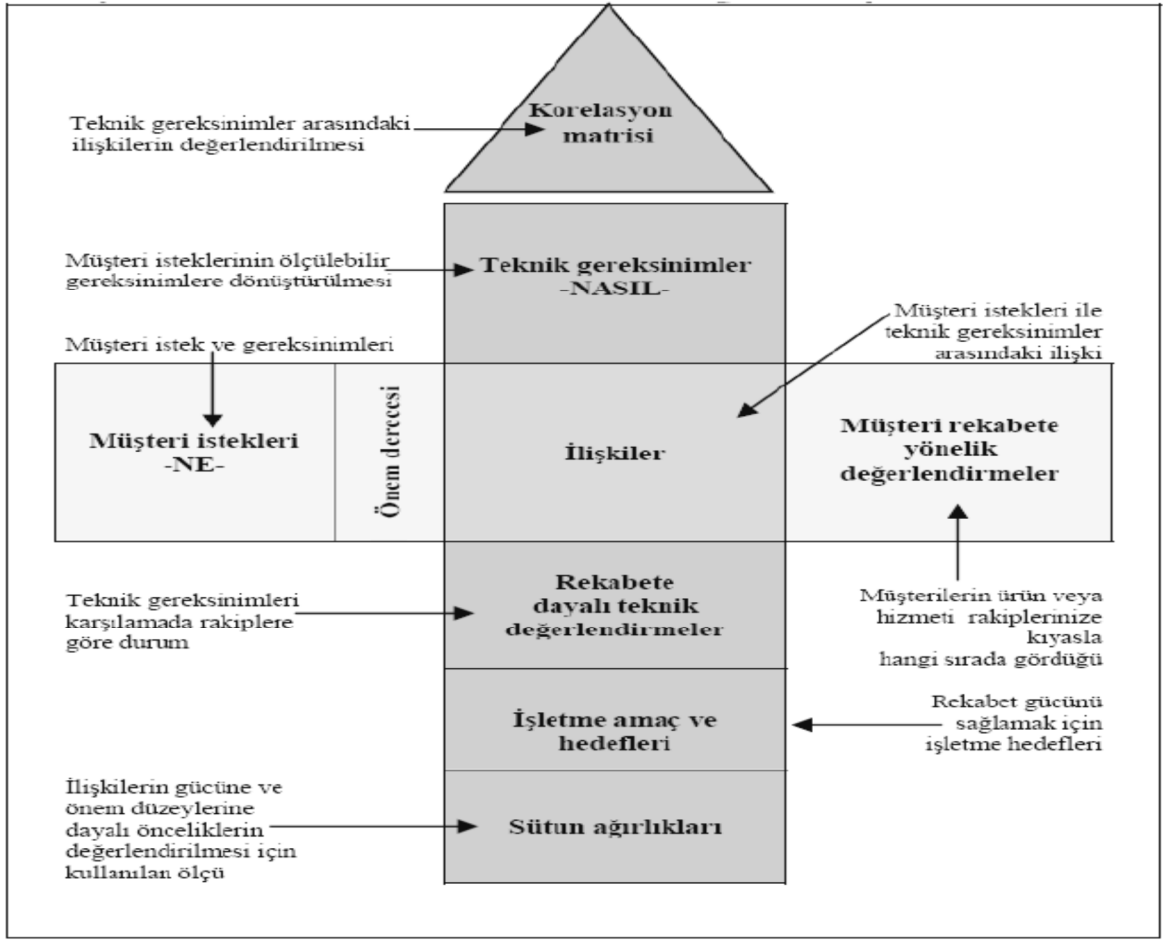 Korelasyon
matrisi
Teknik gereksinimler arasındaki
ilişkilerin değerlendirilmesi
Müşteri isteklerinin ölçülebilir
gereksinimlere dönüştürülmesi
Teknik gereksinimler
-NASIL-
Müşteri istekleri ile
teknik gereksinimler
arasındaki ilişki
Müşteri istek ve gereksinimleri
Müşteri istekleri
-NE-
Önem derecesi
İlişkiler
Müşteri rekabete
yönelik
değerlendirmeler
Teknik gereksinimleri
karşılamada rakiplere
göre durum
Rekabete
dayalı teknik
değerlendirmeler
Müşterilerin ürün veya
hizmeti rakiplerinize
kıyasla
hangi sırada gördüğü
İşletme amaç ve
hedefleri
Rekabet gücünü
sağlamak için
işletme hedefleri
İlişkilerin gücüne ve
önem düzeylerine
dayalı önceliklerin
değerlendirilmesi için
kullanılan ölçü
Sütun ağırlıkları